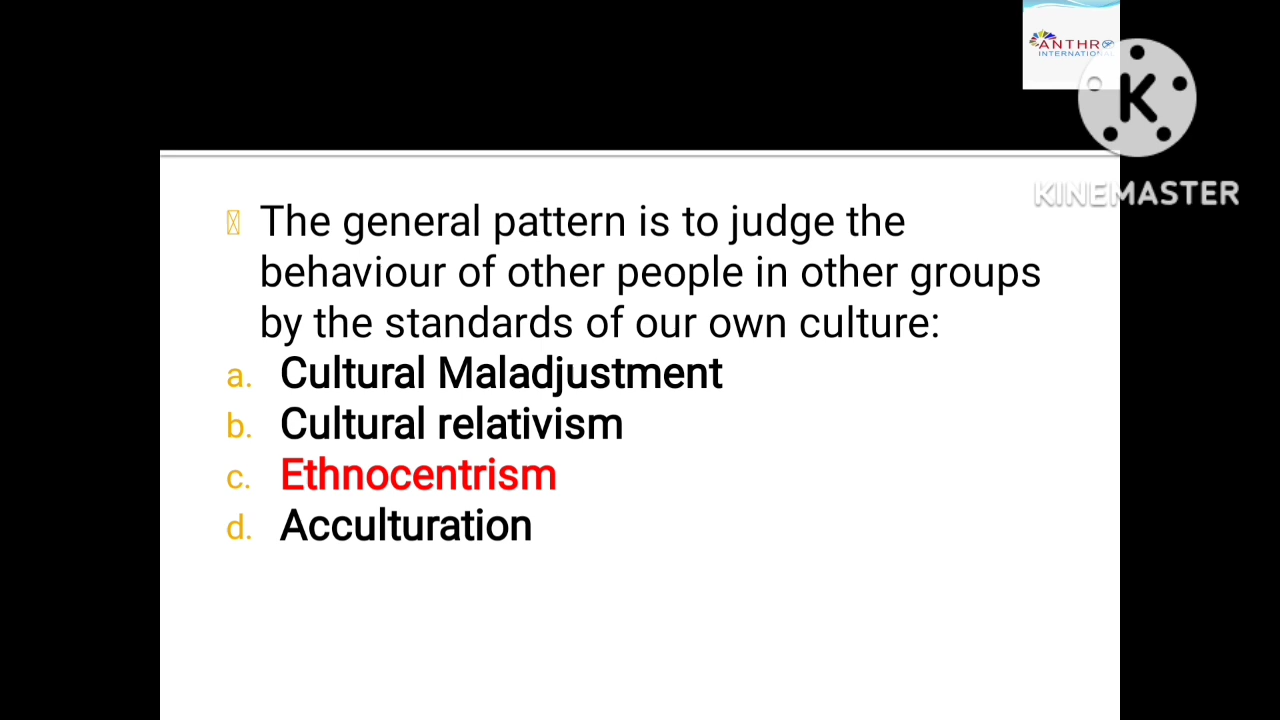 ANTHRO
INTERNATIONAL
K
KINEMASTER
The general pattern is to judge the
behaviour of other people in other groups
by the standards of our own culture:
a. Cultural Maladjustment
b. Cultural relativism
c. Ethnocentrism
d. Acculturation